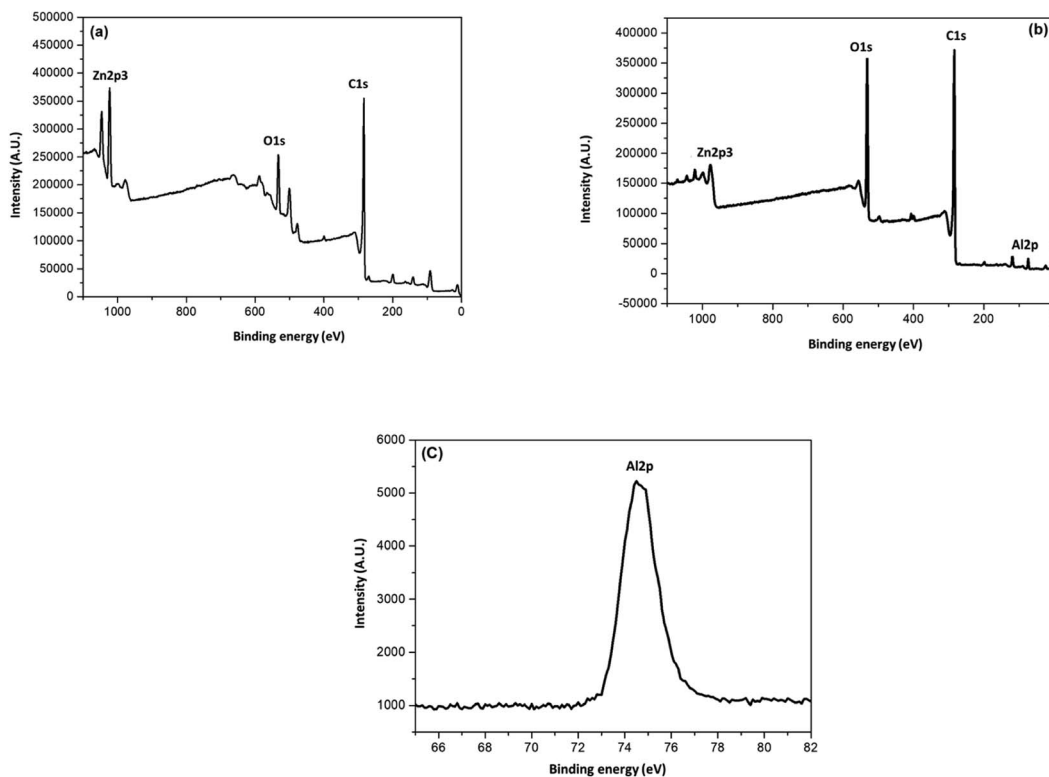 (a)
Zn2p3
O1s
C1s
Intensity (A.U.)
500000
450000
400000
350000
300000
250000
200000
150000
100000
50000
0
1000 800 600 400 200 0
Binding energy (eV)
(b)
Zn2p3
O1s
C1s
Al2p
Intensity (A.U.)
400000
350000
300000
250000
200000
150000
100000
50000
0
-50000
1000 800 600 400 200
Binding energy (eV)
(C)
Al2p
Intensity (A.U.)
6000
5000
4000
3000
2000
1000
66 68 70 72 74 76 78 80 82
Binding energy (eV)